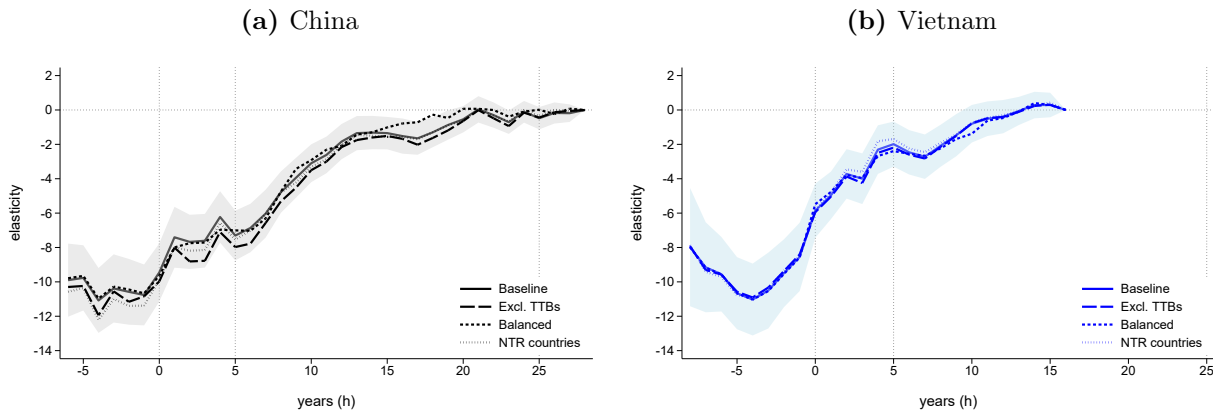 (a) China
elasticity
2
0
-2
-4
-6
-8
-10
-12
-14
-5
0
5
10
15
20
25
years (h)
Baseline
Excl. TTBs
Balanced
NTR countries
(b) Vietnam
elasticity
2
0
-2
-4
-6
-8
-10
-12
-14
-5
0
5
10
15
20
25
years (h)
Baseline
Excl. TTBs
Balanced
NTR countries